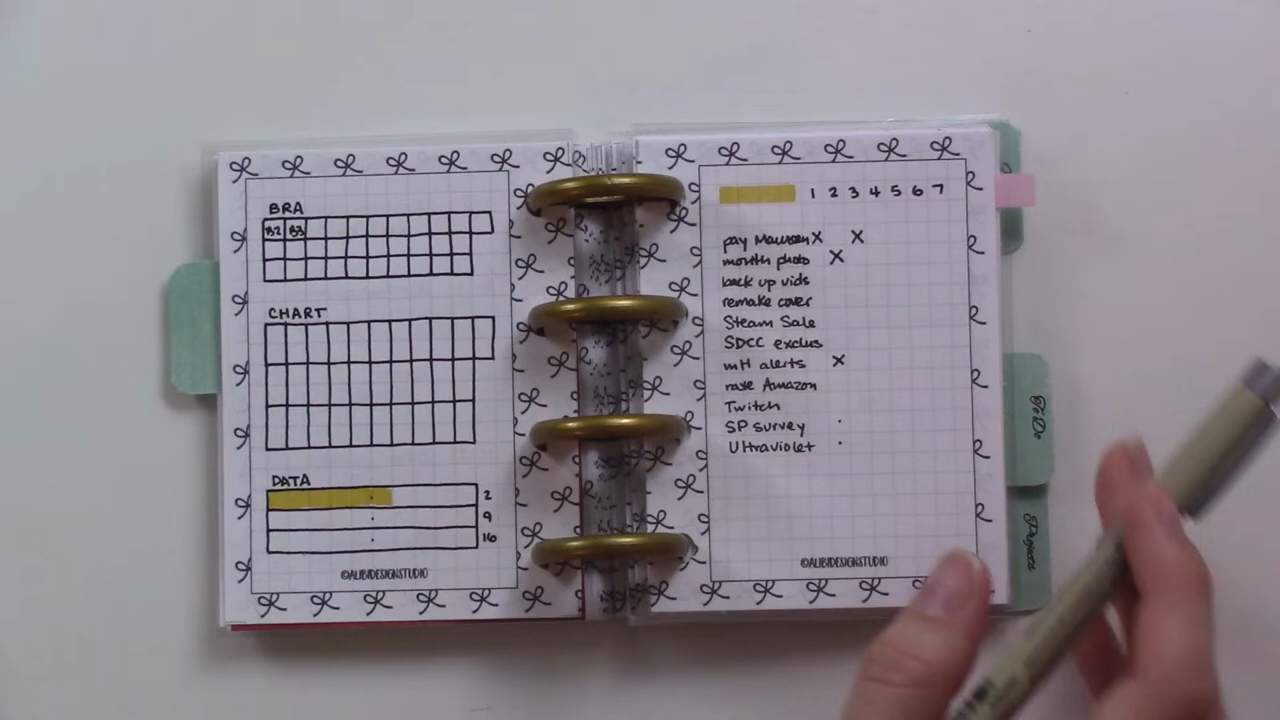 BRA
B2 B3
CHART
DATA
2
9
16
©ALIBIDESIGNSTUDIO
1 2 3 4 5 6 7
pay Maureen X X
month photo X
back up vids
remake cover
Steam Sale
SDCC exclus
mH alerts X
rate Amazon
Twitch
SP survey
Ultraviolet
©ALIBIDESIGNSTUDIO
To Do
Projects